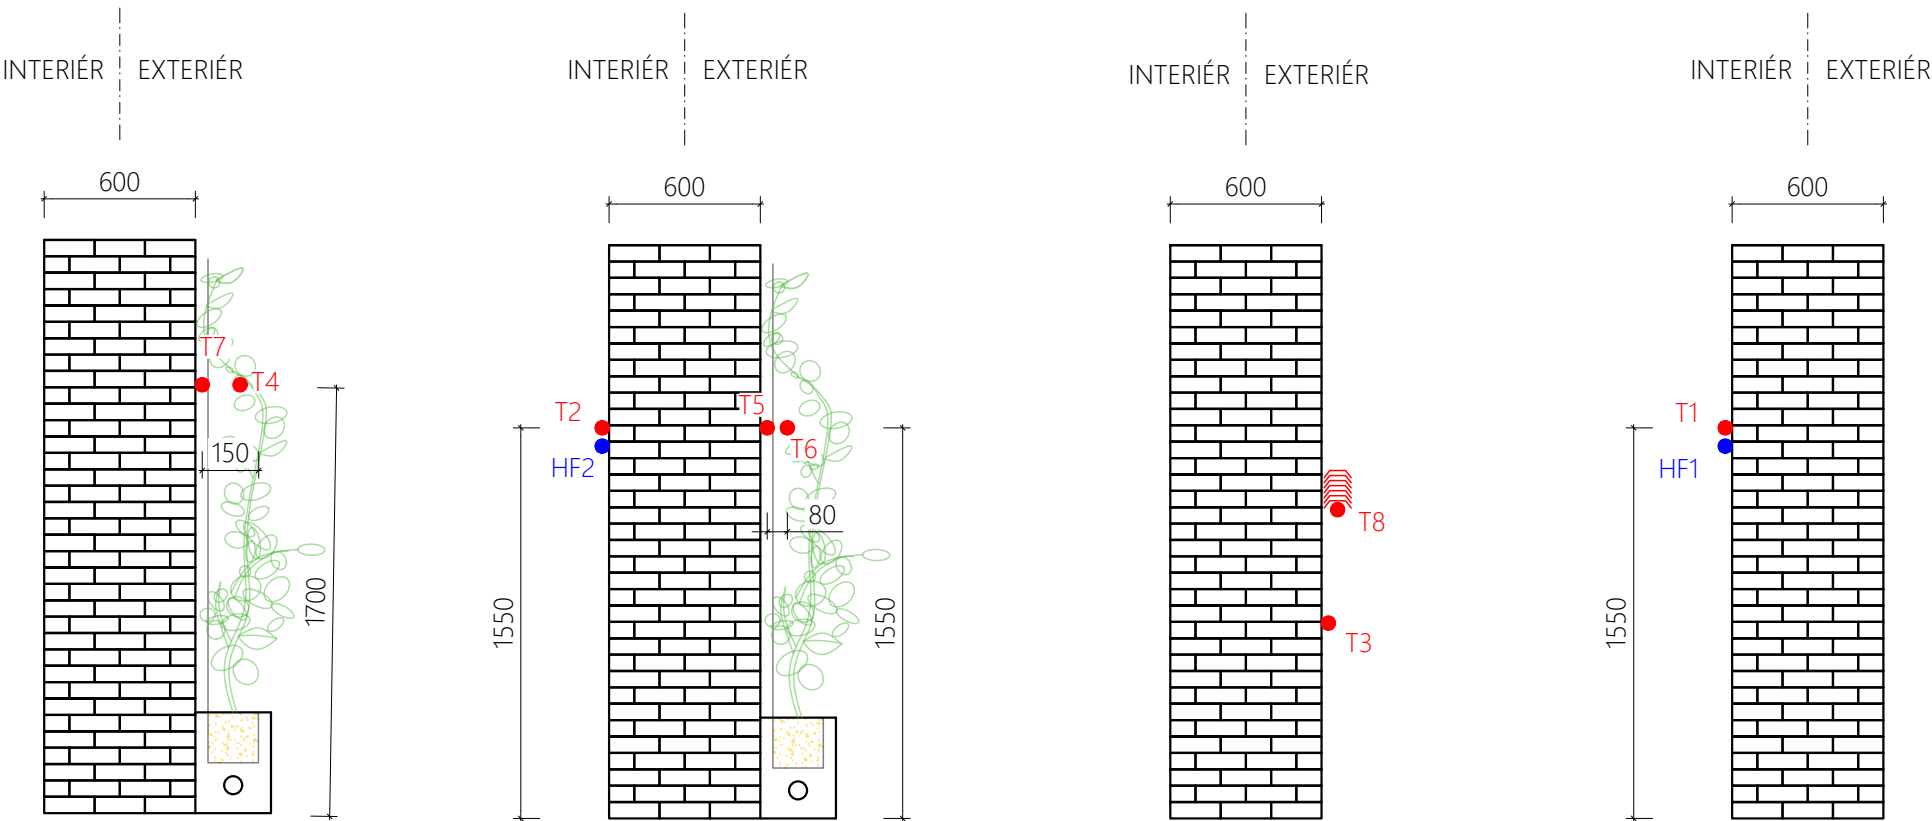 INTERIÉR EXTERIÉR
600
T7
T4
150
1700
INTERIÉR EXTERIÉR
600
T2
HF2
T5
T6
80
1550
1550
INTERIÉR EXTERIÉR
600
T8
T3
INTERIÉR EXTERIÉR
600
T1
HF1
1550